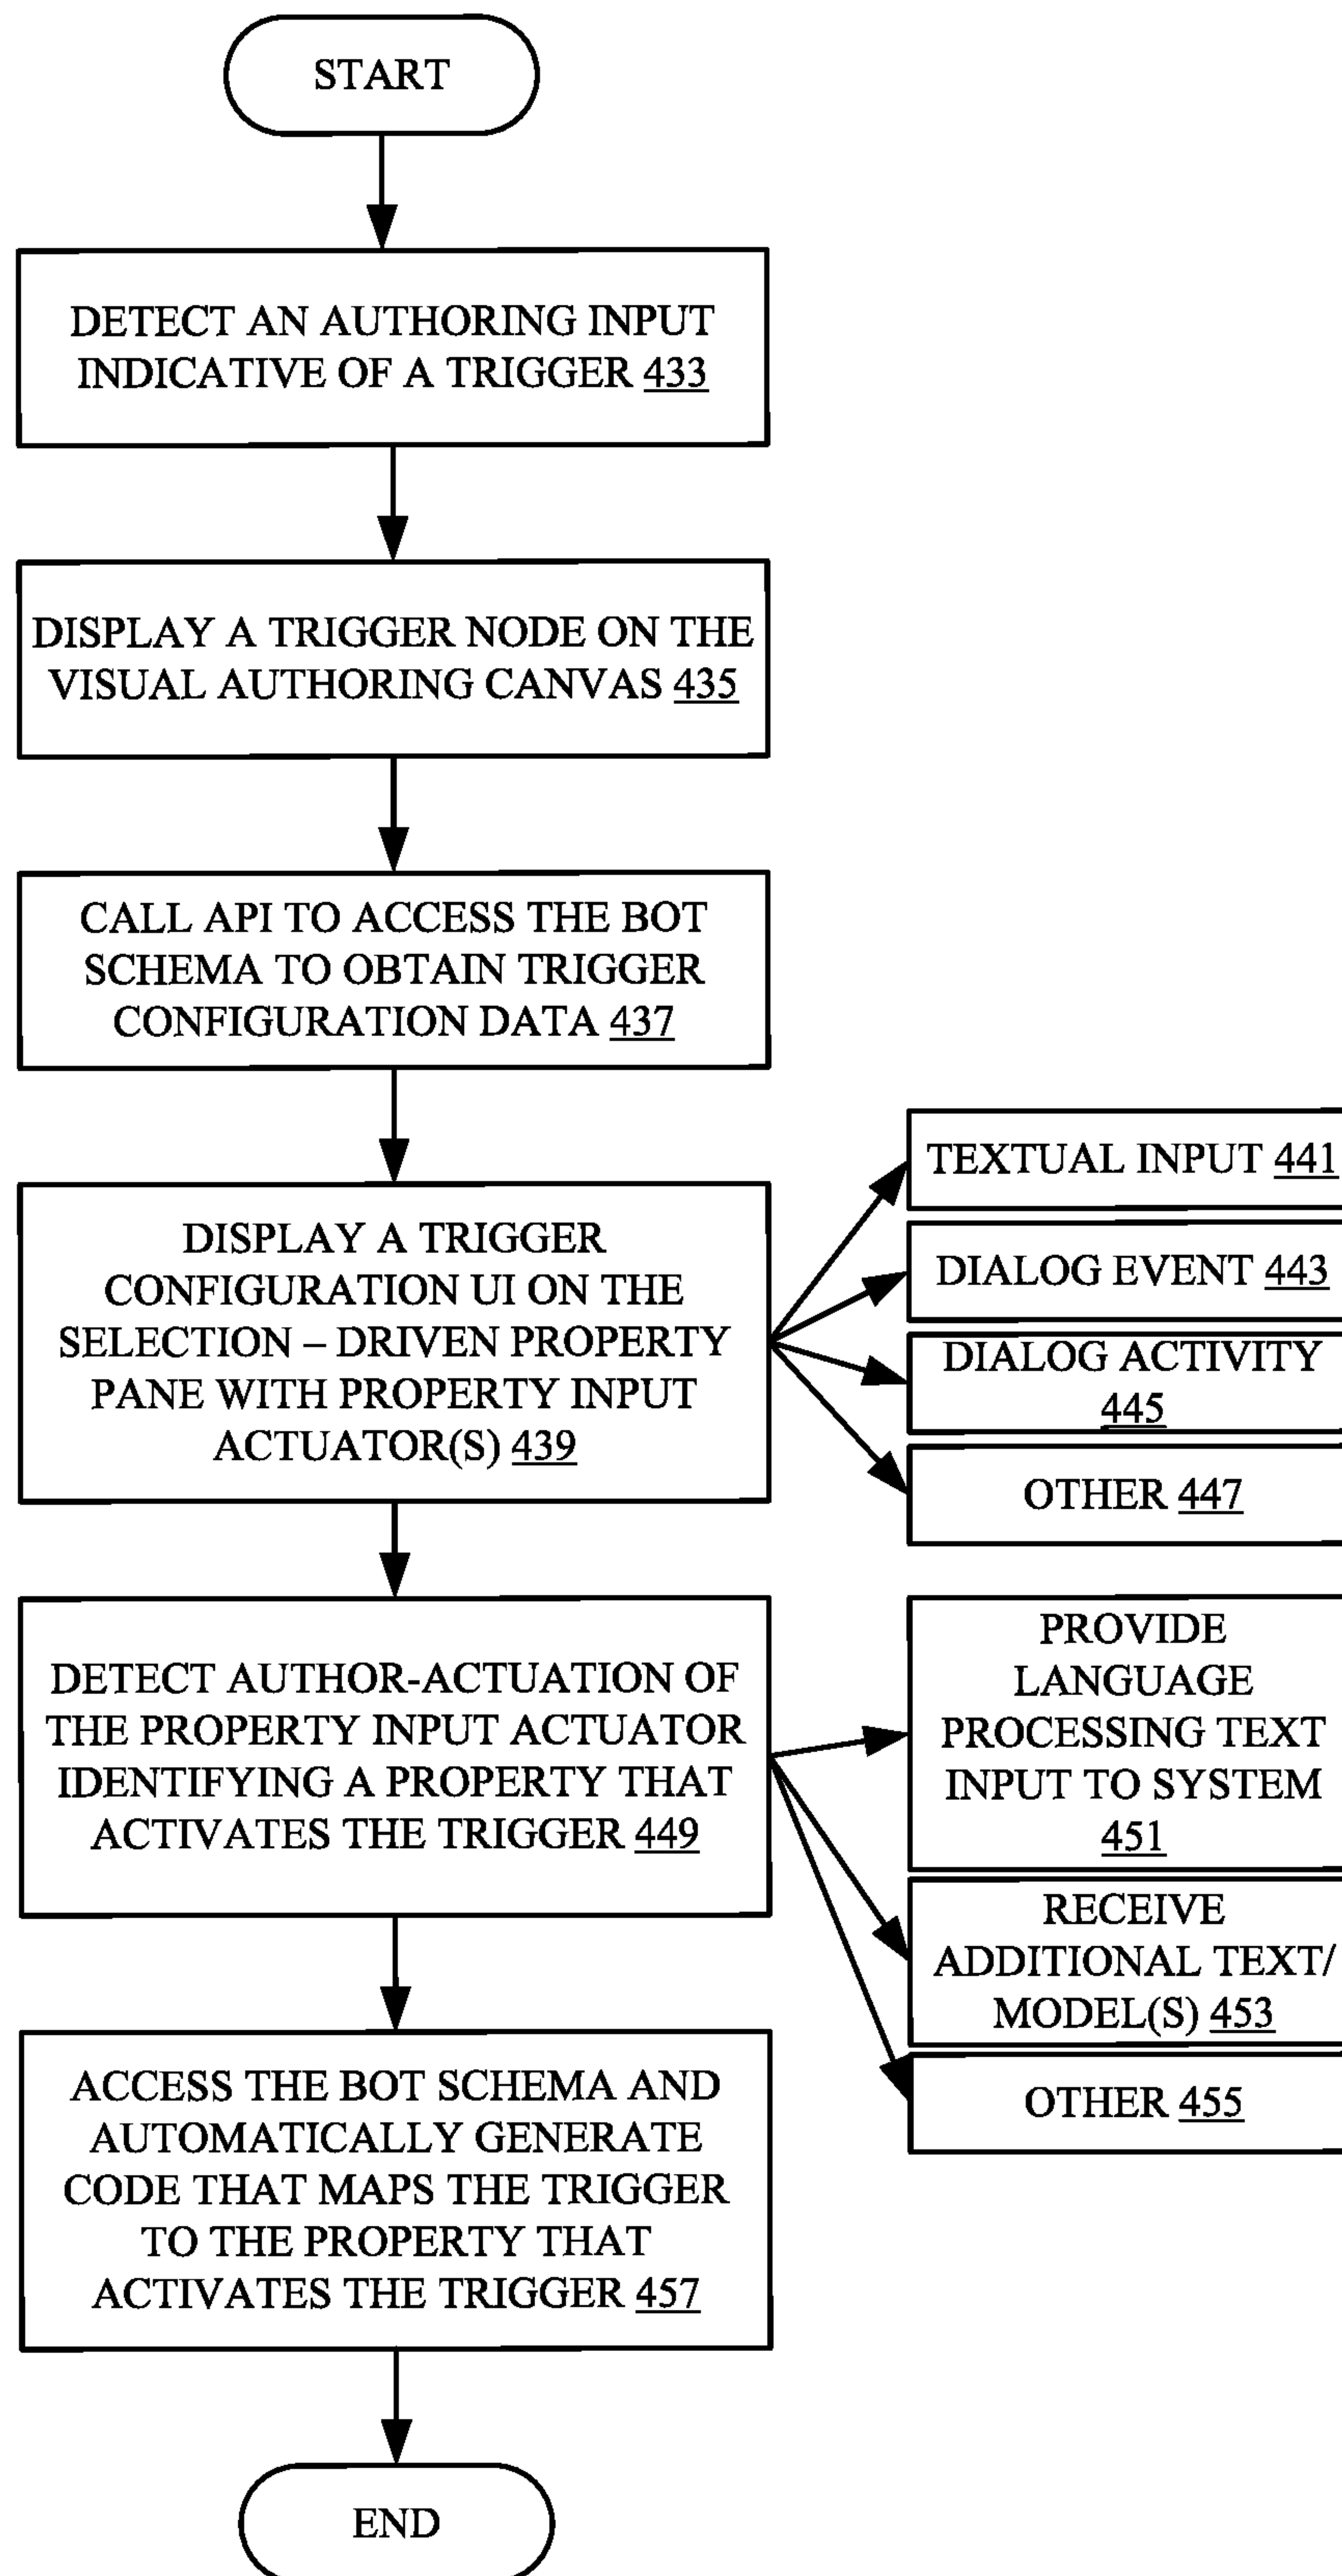 START
DETECT AN AUTHORING INPUT
INDICATIVE OF A TRIGGER 433
DISPLAY A TRIGGER NODE ON THE
VISUAL AUTHORING CANVAS 435
CALL API TO ACCESS THE BOT
SCHEMA TO OBTAIN TRIGGER
CONFIGURATION DATA 437
DISPLAY A TRIGGER
CONFIGURATION UI ON THE
SELECTION – DRIVEN PROPERTY
PANE WITH PROPERTY INPUT
ACTUATOR(S) 439
TEXTUAL INPUT 441
DIALOG EVENT 443
DIALOG ACTIVITY
445
OTHER 447
DETECT AUTHOR-ACTUATION OF
THE PROPERTY INPUT ACTUATOR
IDENTIFYING A PROPERTY THAT
ACTIVATES THE TRIGGER 449
PROVIDE
LANGUAGE
PROCESSING TEXT
INPUT TO SYSTEM
451
RECEIVE
ADDITIONAL TEXT/
MODEL(S) 453
OTHER 455
ACCESS THE BOT SCHEMA AND
AUTOMATICALLY GENERATE
CODE THAT MAPS THE TRIGGER
TO THE PROPERTY THAT
ACTIVATES THE TRIGGER 457
END